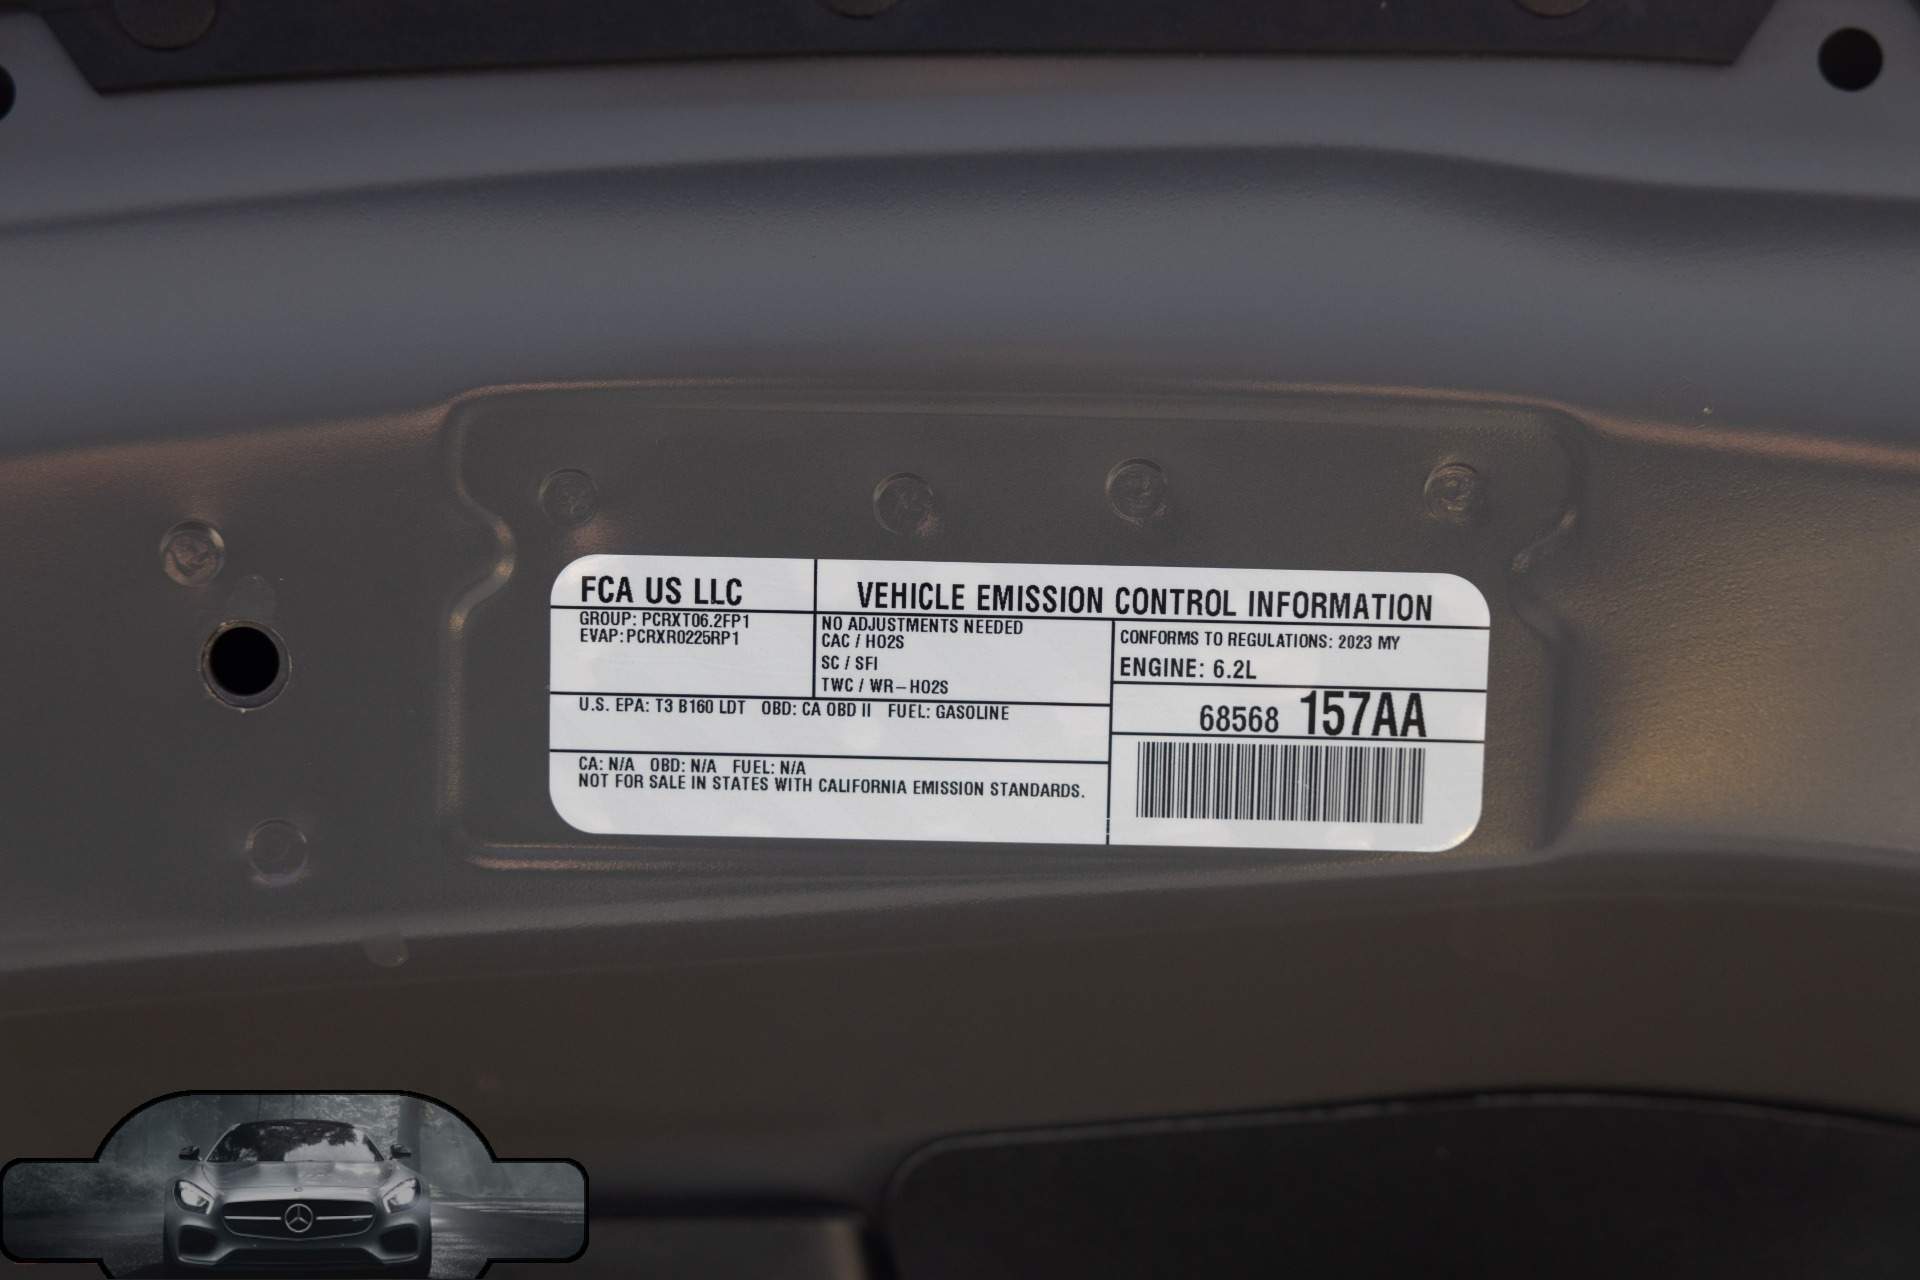 FCA US LLC
VEHICLE EMISSION CONTROL INFORMATION
GROUP: PCRXT06.2FP1
EVAP: PCRXR0225RP1
NO ADJUSTMENTS NEEDED
CAC / HO2S
SC / SFI
TWC / WR-HO2S
CONFORMS TO REGULATIONS: 2023 MY
ENGINE: 6.2L
U.S. EPA: T3 B160 LDT OBD: CA OBD II FUEL: GASOLINE
68568 157AA
CA: N/A OBD: N/A FUEL: N/A
NOT FOR SALE IN STATES WITH CALIFORNIA EMISSION STANDARDS.